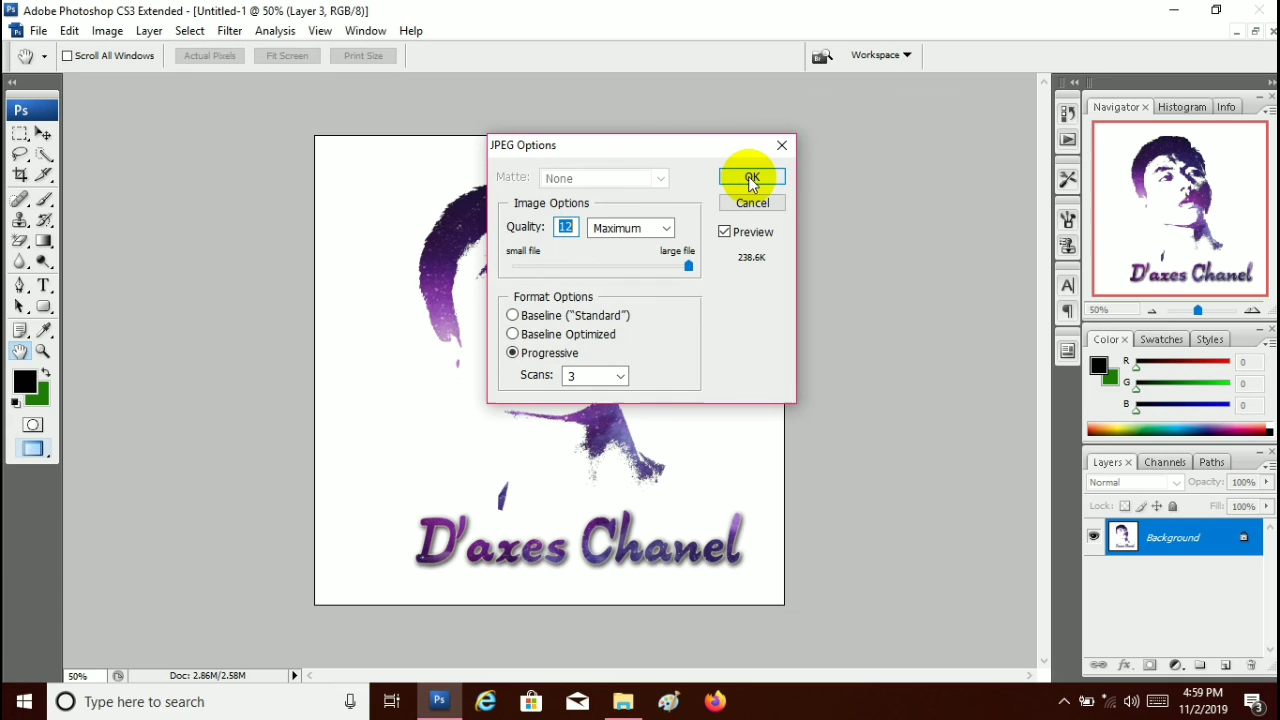 Adobe Photoshop CS3 Extended - [Untitled-1 @ 50% (Layer 3, RGB/8)]
File Edit Image Layer Select Filter Analysis View Window Help
Scroll All Windows Actual Pixels Fit Screen Print Size Workspace
Ps
JPEG Options
Matte: None
OK
Cancel
Image Options
Quality: 12 Maximum
small file large file
Preview
238.6K
Format Options
Baseline ("Standard")
Baseline Optimized
Progressive
Scans: 3
D'axes Chanel
Navigator Histogram Info
D'axes Chanel
50%
Color Swatches Styles
R 0
G 0
B 0
Layers Channels Paths
Normal Opacity: 100%
Lock: Fill: 100%
Background
50% Doc: 2.86M/2.58M
Type here to search
4:59 PM
11/2/2019
3